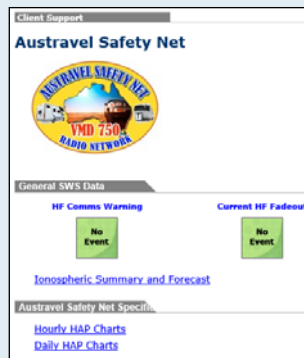 Client Support
Austravel Safety Net
AUSTRAVEL SAFETY NET
VMD 750
RADIO NETWORK
General SWS Data
HF Comms Warning Current HF Fadeout
No Event No Event
Ionospheric Summary and Forecast
Austravel Safety Net Specific
Hourly HAP Charts
Daily HAP Charts